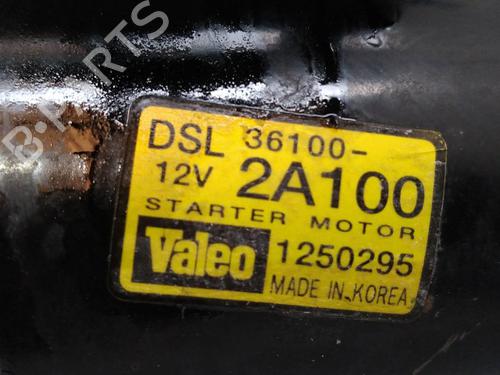 B-PARTS
DSL 36100-
12V 2A100
STARTER MOTOR
Valeo 1250295
MADE IN KOREA